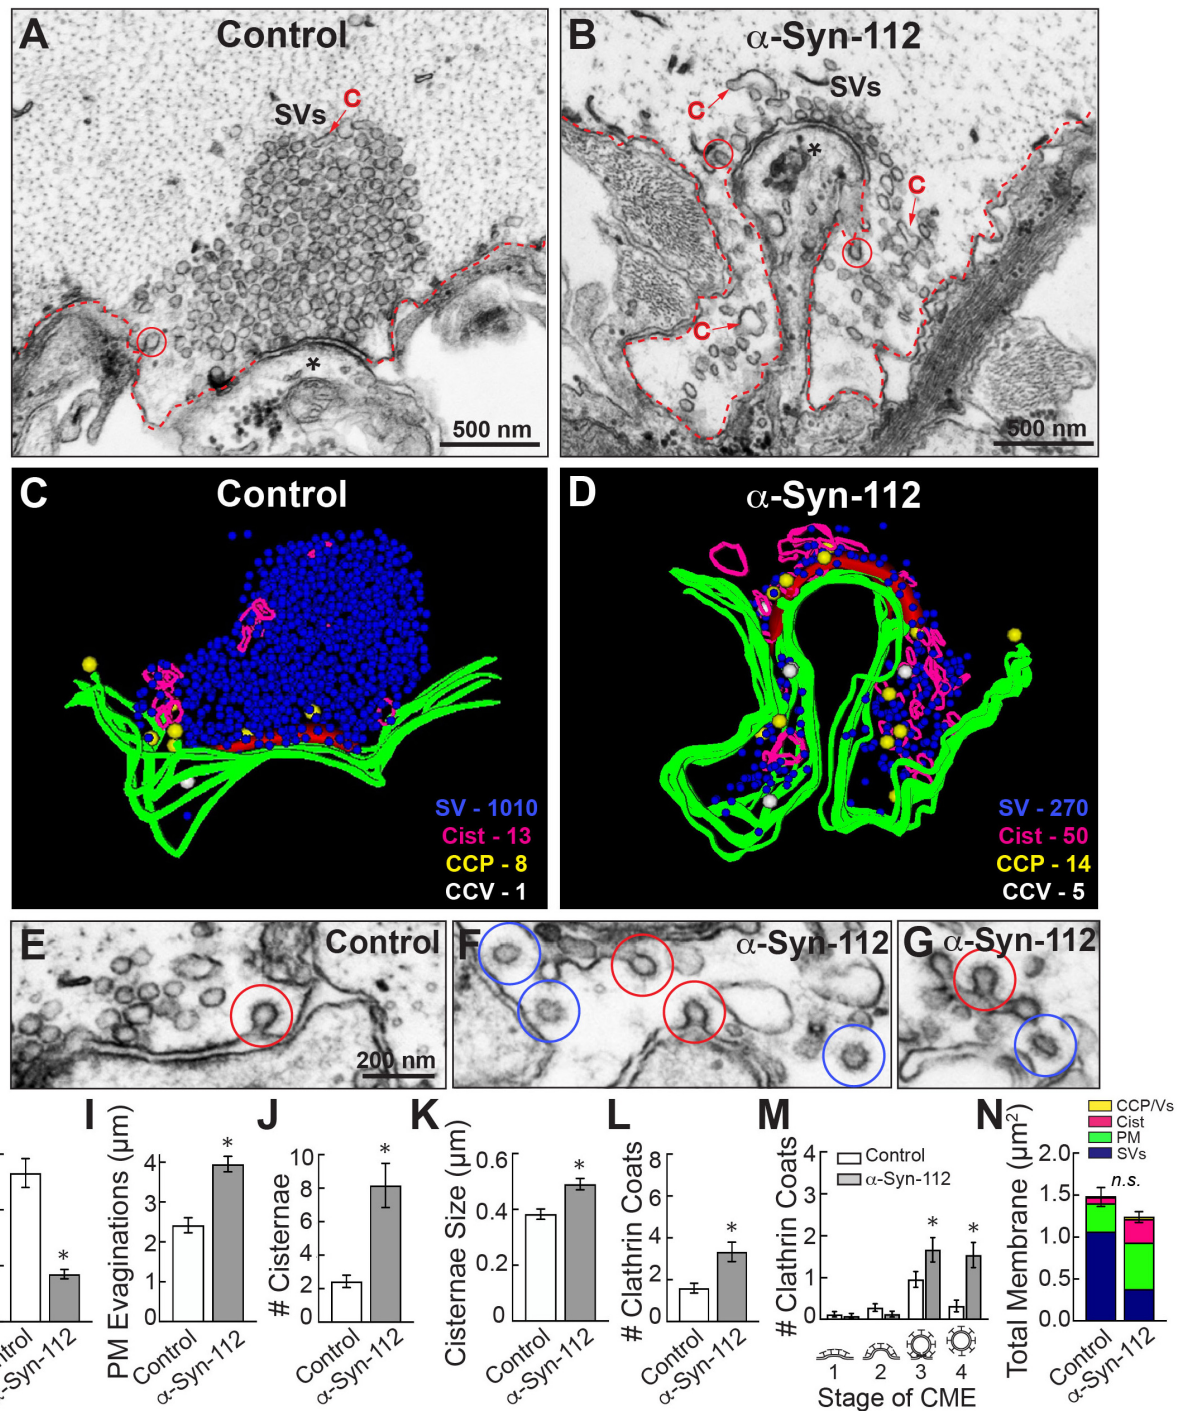 A
Control
SVs
C
*
500 nm
B
α-Syn-112
SVs
C
C
C
*
500 nm
C
Control
SV - 1010
Cist - 13
CCP - 8
CCV - 1
D
α-Syn-112
SV - 270
Cist - 50
CCP - 14
CCV - 5
E
Control
200 nm
F
α-Syn-112
G
α-Syn-112
*
ntrol
α-Syn-112
I
PM Evaginations (μm)
4
3
2
1
0
*
Control
α-Syn-112
J
# Cisternae
10
8
6
4
2
0
*
Control
α-Syn-112
K
Cisternae Size (μm)
0.6
0.4
0.2
0
*
Control
α-Syn-112
L
# Clathrin Coats
8
6
4
2
0
*
Control
α-Syn-112
M
# Clathrin Coats
4
3
2
1
0
Control
α-Syn-112
*
*
1 2 3 4
Stage of CME
N
Total Membrane (μm²)
CCP/Vs
Cist
PM
SVs
2.0
1.5
1.0
0.5
0.0
n.s.
Control
α-Syn-112